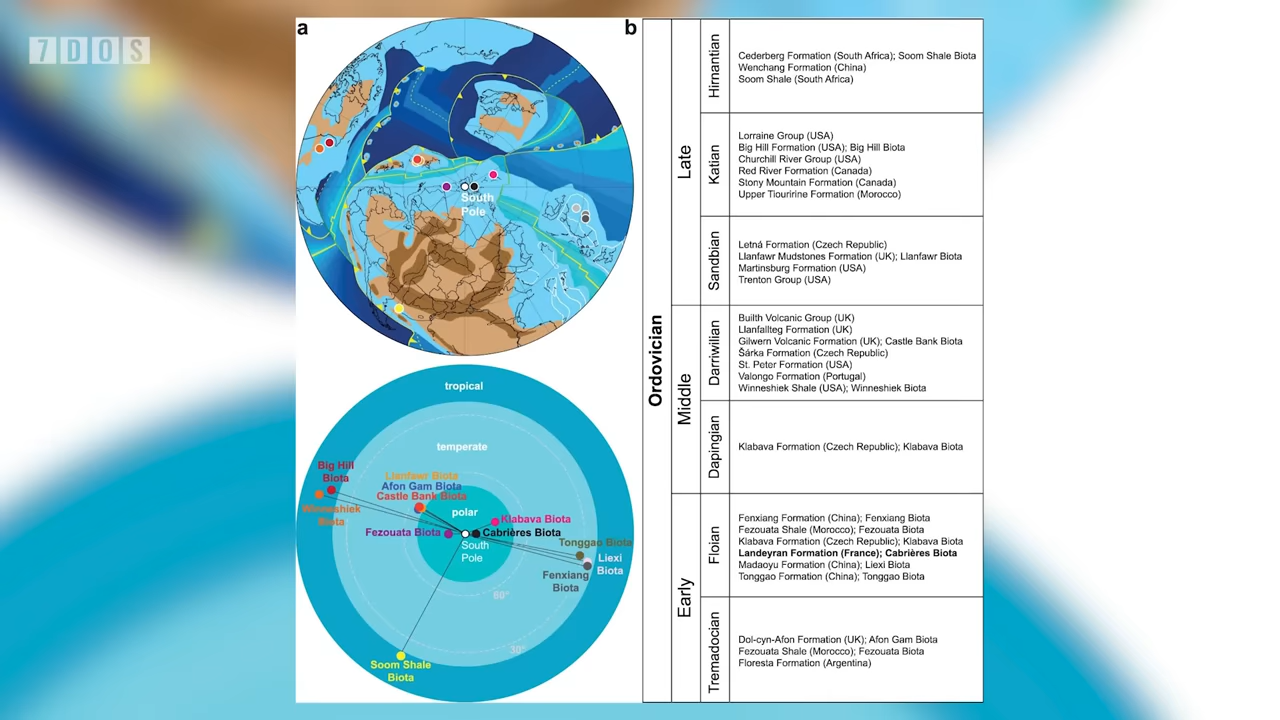 7DOS
a
South
Pole
tropical
temperate
Big Hill
Biota
Llanfawr Biota
Afon Gam Biota
Castle Bank Biota
Winneshiek
Biota
polar
Klabava Biota
Fezouata Biota
Cabrières Biota
South
Pole
Tonggao Biota
Liexi
Biota
Fenxiang
Biota
60°
30°
Soom Shale
Biota
b
Ordovician
Late
Hirnantian
Cederberg Formation (South Africa); Soom Shale Biota
Wenchang Formation (China)
Soom Shale (South Africa)
Katian
Lorraine Group (USA)
Big Hill Formation (USA); Big Hill Biota
Churchill River Group (USA)
Red River Formation (Canada)
Stony Mountain Formation (Canada)
Upper Tiouririne Formation (Morocco)
Sandbian
Letná Formation (Czech Republic)
Llanfawr Mudstones Formation (UK); Llanfawr Biota
Martinsburg Formation (USA)
Trenton Group (USA)
Middle
Darriwilian
Builth Volcanic Group (UK)
Llanfallteg Formation (UK)
Gilwern Volcanic Formation (UK); Castle Bank Biota
Šárka Formation (Czech Republic)
St. Peter Formation (USA)
Valongo Formation (Portugal)
Winneshiek Shale (USA); Winneshiek Biota
Dapingian
Klabava Formation (Czech Republic); Klabava Biota
Early
Floian
Fenxiang Formation (China); Fenxiang Biota
Fezouata Shale (Morocco); Fezouata Biota
Klabava Formation (Czech Republic); Klabava Biota
Landeyran Formation (France); Cabrières Biota
Madaoyu Formation (China); Liexi Biota
Tonggao Formation (China); Tonggao Biota
Tremadocian
Dol-cyn-Afon Formation (UK); Afon Gam Biota
Fezouata Shale (Morocco); Fezouata Biota
Floresta Formation (Argentina)